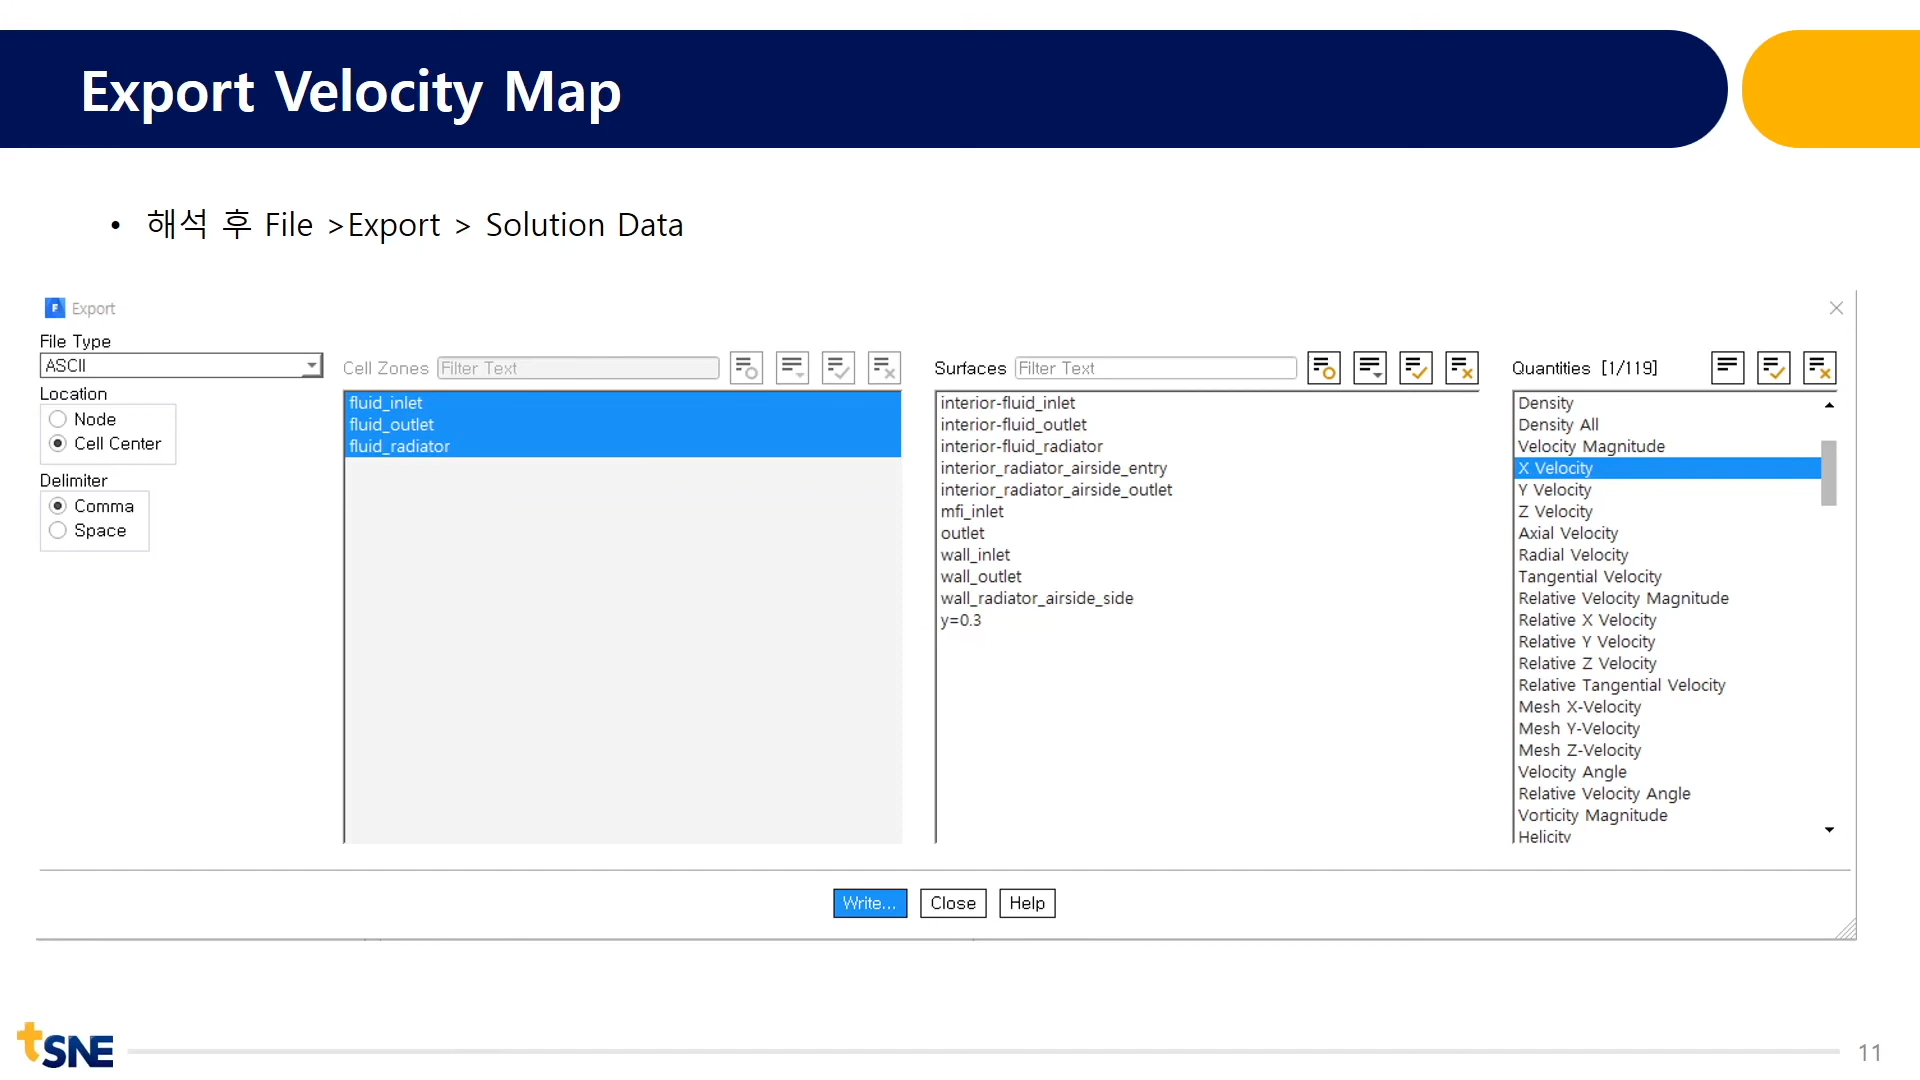 Export Velocity Map
• 해석 후 File >Export > Solution Data
Export
File Type
ASCII
Location
Node
Cell Center
Delimiter
Comma
Space
Cell Zones Filter Text
fluid_inlet
fluid_outlet
fluid_radiator
Surfaces Filter Text
interior-fluid_inlet
interior-fluid_outlet
interior-fluid_radiator
interior_radiator_airside_entry
interior_radiator_airside_outlet
mfi_inlet
outlet
wall_inlet
wall_outlet
wall_radiator_airside_side
y=0.3
Quantities [1/119]
Density
Density All
Velocity Magnitude
X Velocity
Y Velocity
Z Velocity
Axial Velocity
Radial Velocity
Tangential Velocity
Relative Velocity Magnitude
Relative X Velocity
Relative Y Velocity
Relative Z Velocity
Relative Tangential Velocity
Mesh X-Velocity
Mesh Y-Velocity
Mesh Z-Velocity
Velocity Angle
Relative Velocity Angle
Vorticity Magnitude
Helicity
Write... Close Help
tSNE
11